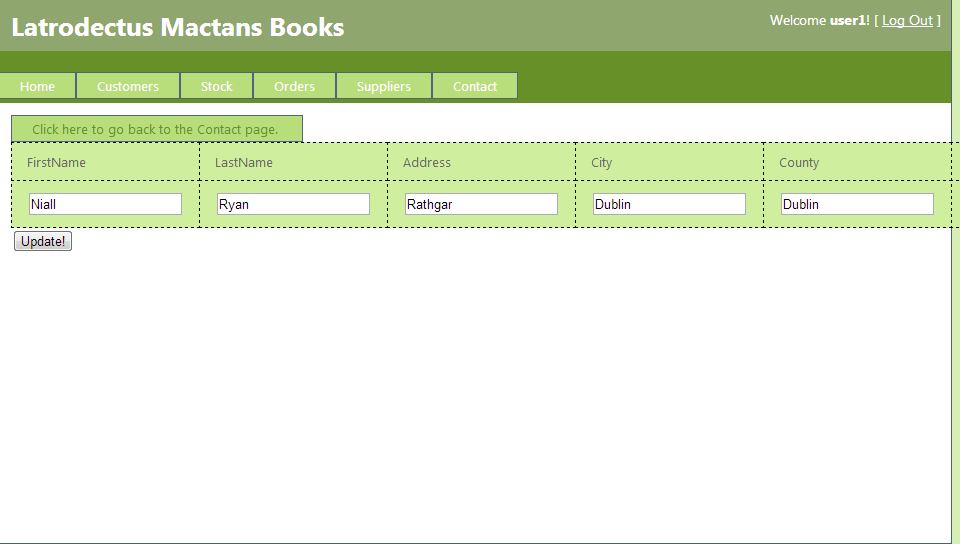 Latrodectus Mactans Books
Welcome user1! [ Log Out ]
Home Customers Stock Orders Suppliers Contact
Click here to go back to the Contact page.
FirstName LastName Address City County
Niall Ryan Rathgar Dublin Dublin
Update!